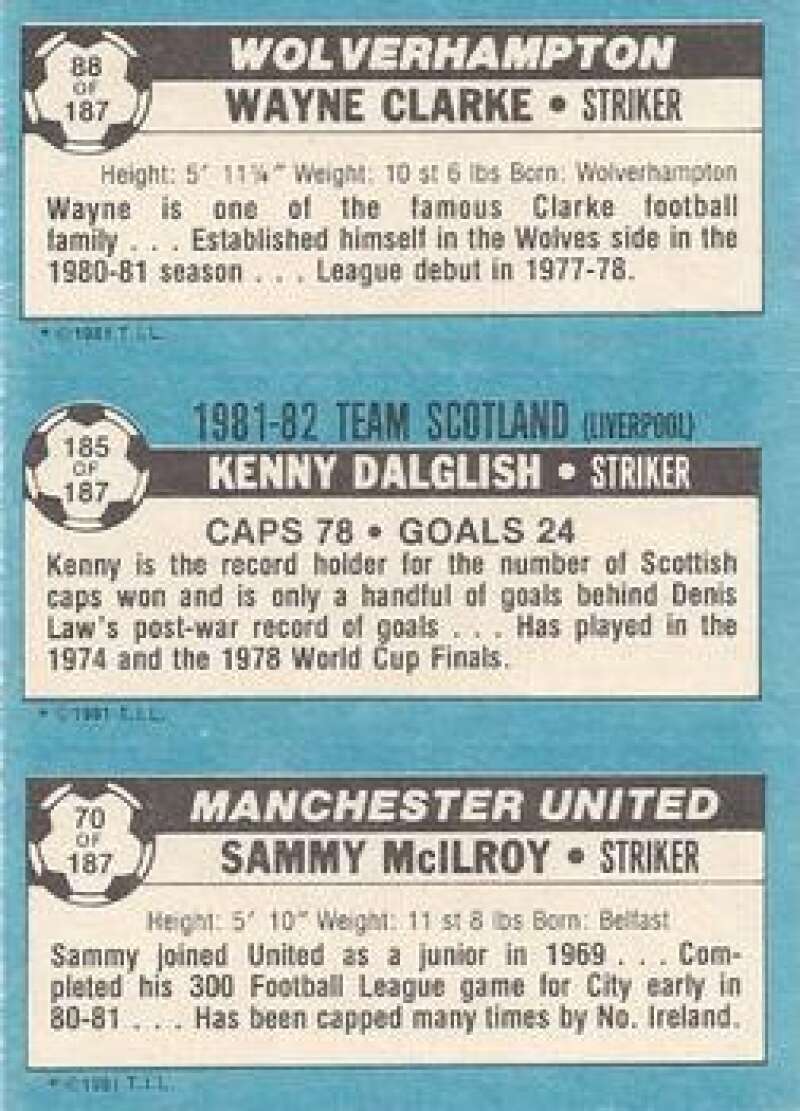 88
OF
187
WOLVERHAMPTON
WAYNE CLARKE • STRIKER
Height: 5' 11¼" Weight: 10 st 6 lbs Born: Wolverhampton
Wayne is one of the famous Clarke football
family . . . Established himself in the Wolves side in the
1980-81 season . . . League debut in 1977-78.
* ©1981 T.I.L.
1981-82 TEAM SCOTLAND (LIVERPOOL)
185
OF
187
KENNY DALGLISH • STRIKER
CAPS 78 • GOALS 24
Kenny is the record holder for the number of Scottish
caps won and is only a handful of goals behind Denis
Law's post-war record of goals . . . Has played in the
1974 and the 1978 World Cup Finals.
* ©1981 T.I.L.
70
OF
187
MANCHESTER UNITED
SAMMY McILROY • STRIKER
Height: 5' 10" Weight: 11 st 8 lbs Born: Belfast
Sammy joined United as a junior in 1969 . . . Com-
pleted his 300 Football League game for City early in
80-81 . . . Has been capped many times by No. Ireland.
* ©1981 T.I.L.